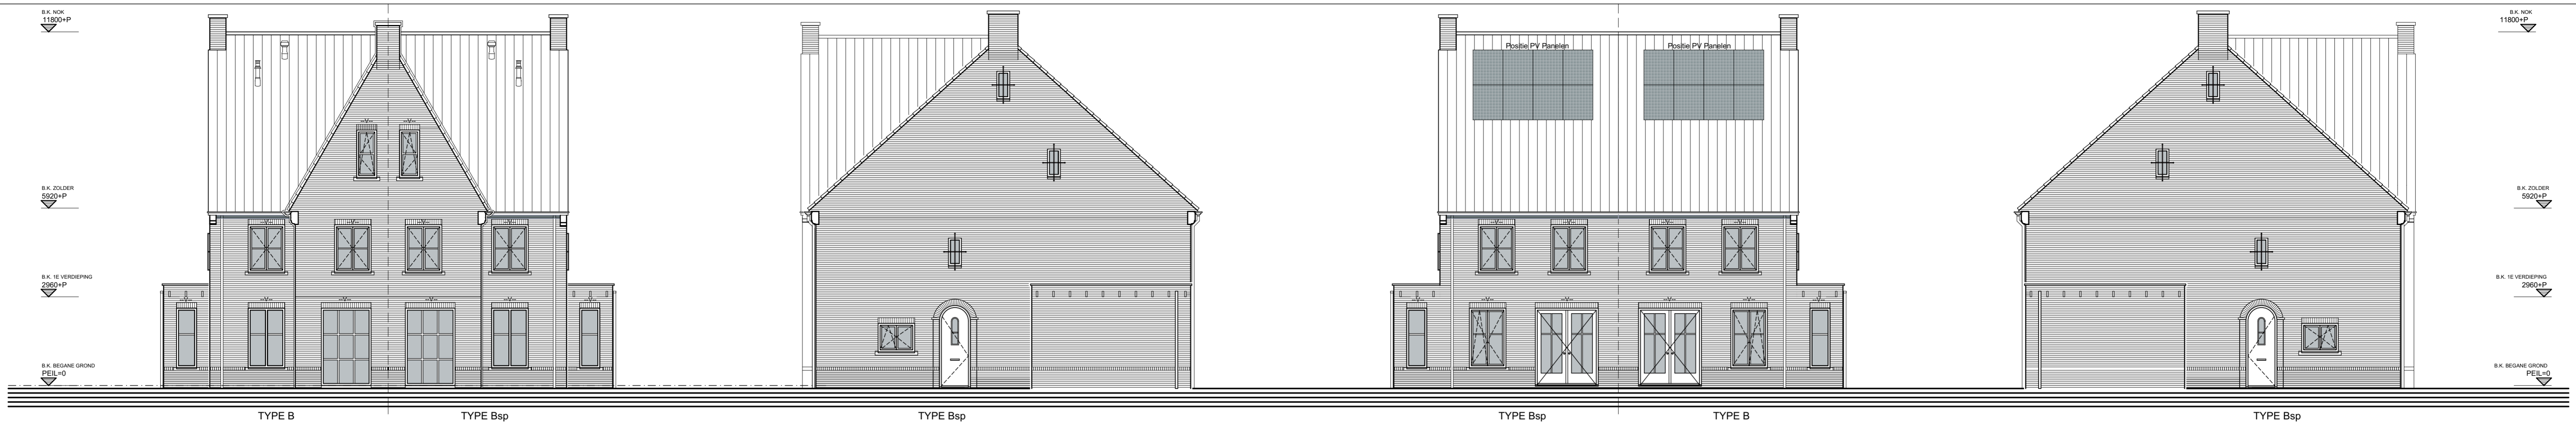 B.K. NOK
11800+P
B.K. ZOLDER
5920+P
B.K. 1E VERDIEPING
2960+P
B.K. BEGANE GROND
PEIL=0
--V--
--V--
--V--
--V--
--V--
--V--
--V--
--V--
--V--
--V--
--V--
--V--
TYPE B
TYPE Bsp
TYPE Bsp
Positie PV Panelen
Positie PV Panelen
--V--
--V--
--V--
--V--
--V--
--V--
--V--
--V--
--V--
--V--
TYPE Bsp
TYPE B
TYPE Bsp
B.K. NOK
11800+P
B.K. ZOLDER
5920+P
B.K. 1E VERDIEPING
2960+P
B.K. BEGANE GROND
PEIL=0